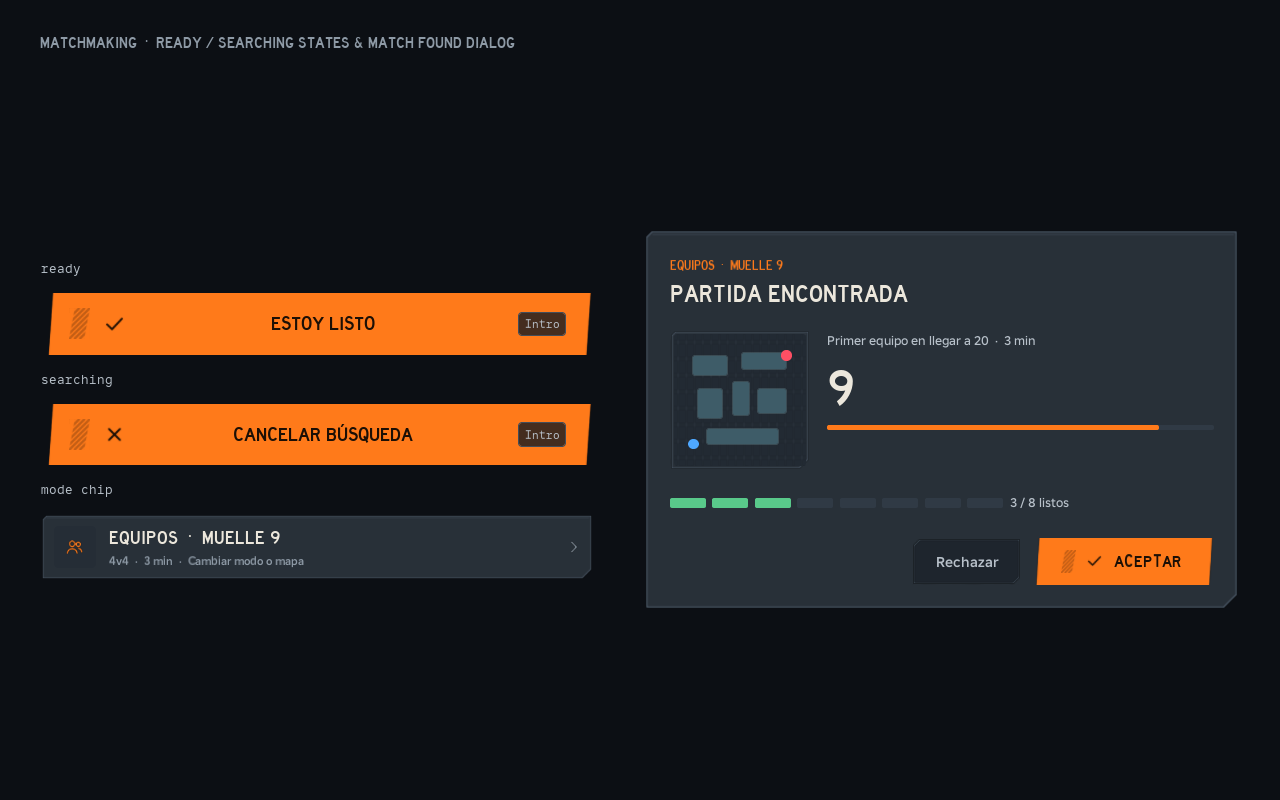 MATCHMAKING · READY / SEARCHING STATES & MATCH FOUND DIALOG
ready
ESTOY LISTO
Intro
searching
CANCELAR BÚSQUEDA
Intro
mode chip
EQUIPOS · MUELLE 9
4v4 · 3 min · Cambiar modo o mapa
EQUIPOS · MUELLE 9
PARTIDA ENCONTRADA
Primer equipo en llegar a 20 · 3 min
9
3 / 8 listos
Rechazar
ACEPTAR